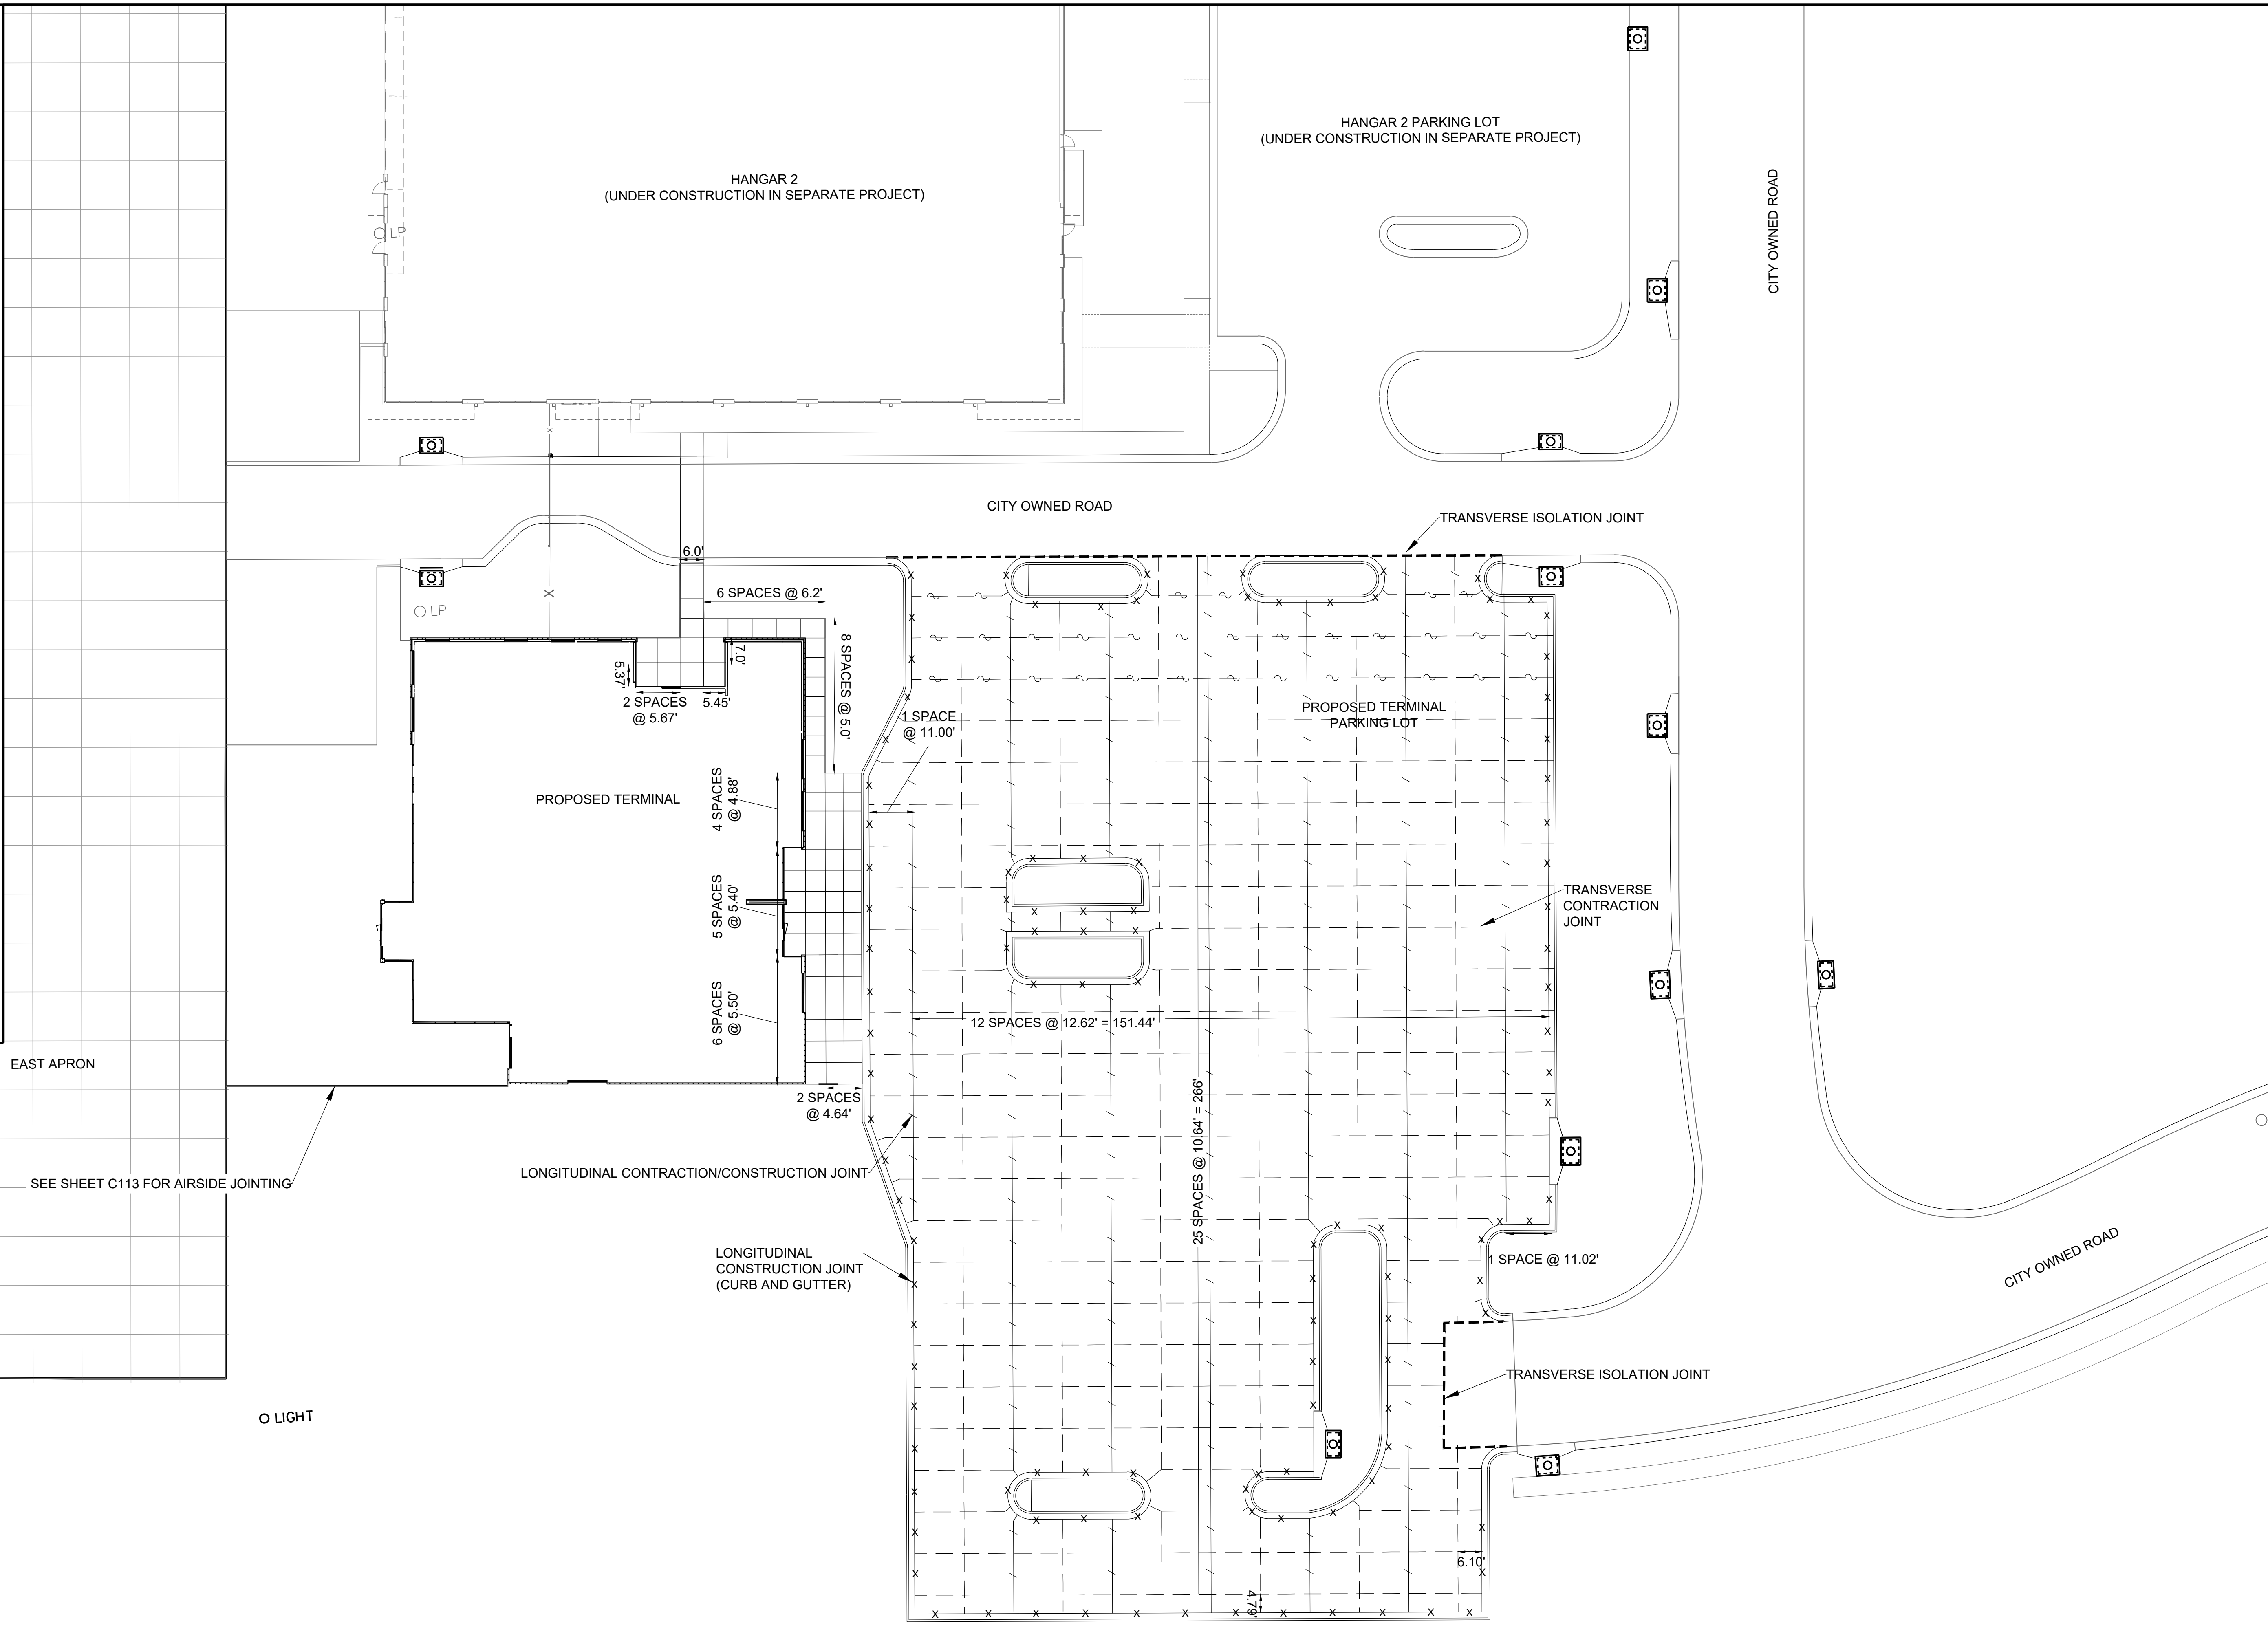 HANGAR 2 PARKING LOT
(UNDER CONSTRUCTION IN SEPARATE PROJECT)
HANGAR 2
(UNDER CONSTRUCTION IN SEPARATE PROJECT)
CITY OWNED ROAD
LP
CITY OWNED ROAD
TRANSVERSE ISOLATION JOINT
6.0'
6 SPACES @ 6.2'
LP
8 SPACES @ 5.0'
7.0'
5.37'
2 SPACES
@ 5.67'
5.45'
1 SPACE
@ 11.00'
PROPOSED TERMINAL
PARKING LOT
PROPOSED TERMINAL
4 SPACES
@ 4.88'
5 SPACES
@ 5.40'
6 SPACES
@ 5.50'
TRANSVERSE
CONTRACTION
JOINT
12 SPACES @ 12.62' = 151.44'
EAST APRON
2 SPACES
@ 4.64'
25 SPACES @ 10.64' = 266'
SEE SHEET C113 FOR AIRSIDE JOINTING
LONGITUDINAL CONTRACTION/CONSTRUCTION JOINT
LONGITUDINAL
CONSTRUCTION JOINT
(CURB AND GUTTER)
1 SPACE @ 11.02'
CITY OWNED ROAD
TRANSVERSE ISOLATION JOINT
LIGHT
6.10'
4.79'